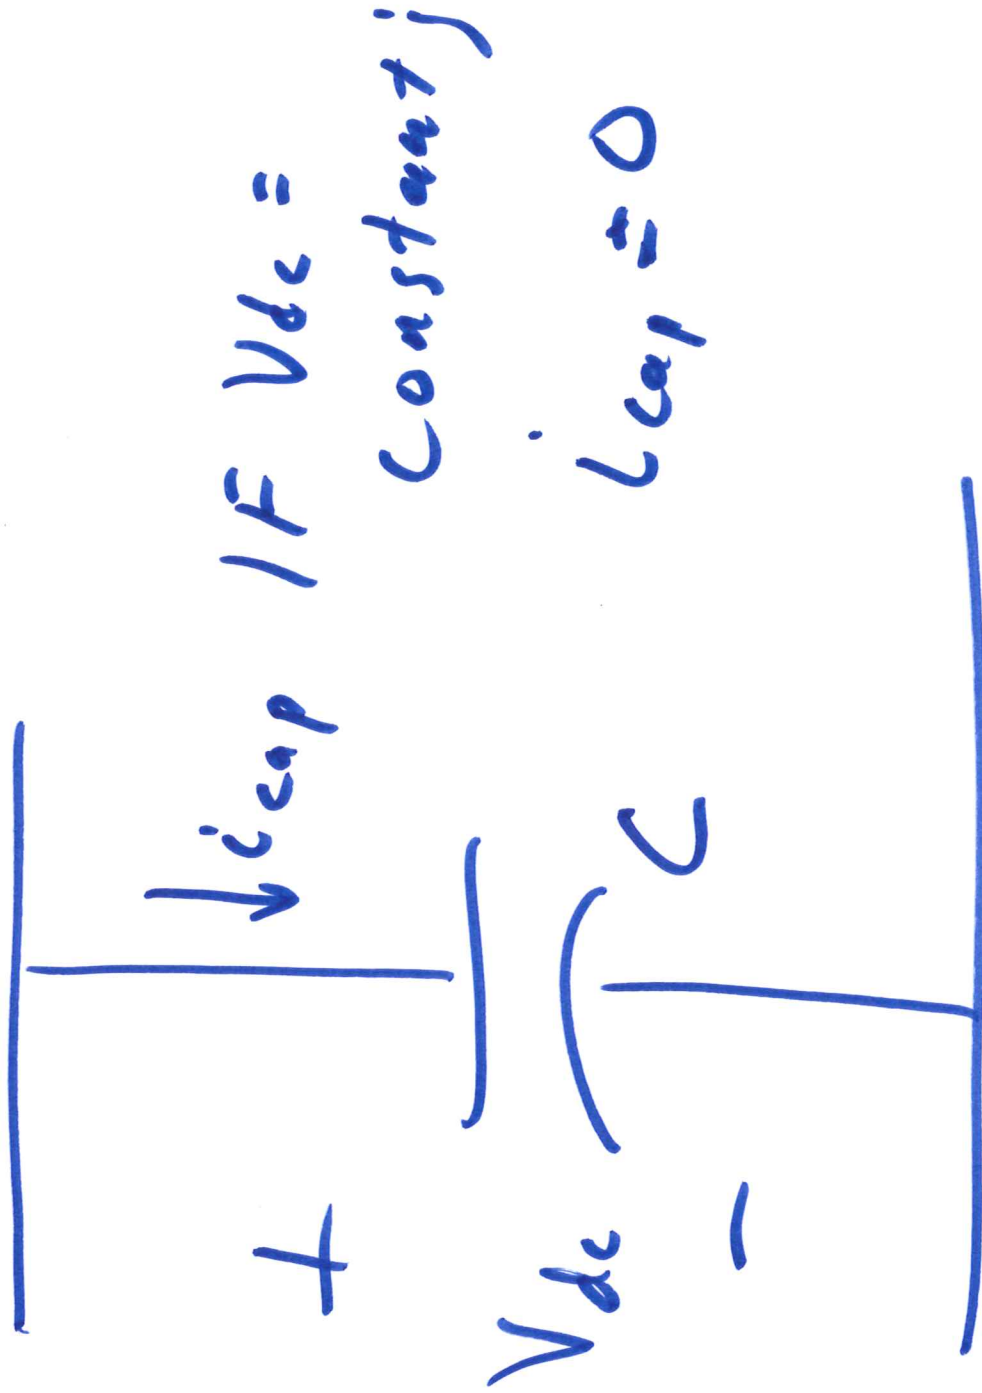 +
Vdc
-
↓ icap
C
IF Vdc =
constant;
icap = 0